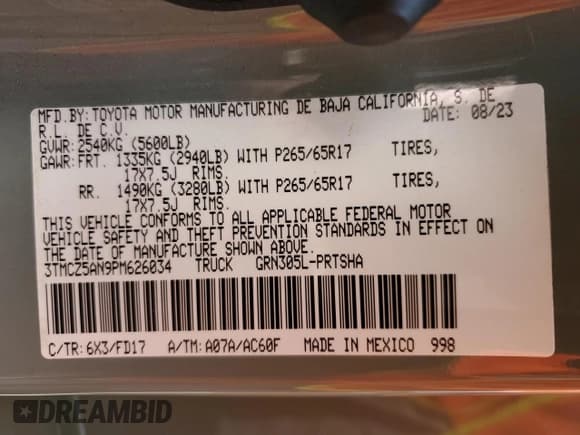 MFD.BY: TOYOTA MOTOR MANUFACTURING DE BAJA CALIFORNIA, S. DE
R.L. DE C.V. DATE: 08/23
GVWR: 2540KG (5600LB)
GAWR: FRT. 1335KG (2940LB) WITH P265/65R17 TIRES,
17X7.5J RIMS.
RR. 1490KG (3280LB) WITH P265/65R17 TIRES,
17X7.5J RIMS.
THIS VEHICLE CONFORMS TO ALL APPLICABLE FEDERAL MOTOR
VEHICLE SAFETY AND THEFT PREVENTION STANDARDS IN EFFECT ON
THE DATE OF MANUFACTURE SHOWN ABOVE.
3TMCZ5AN9PM626034 TRUCK GRN305L-PRTSHA
C/TR: 6X3/FD17 A/TM: A07A/AC60F MADE IN MEXICO 998
DREAMBID